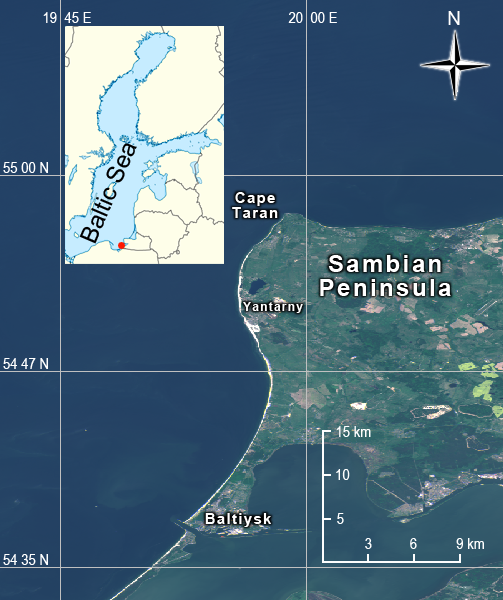 19 45 E
20 00 E
N
Baltic Sea
55 00 N
Cape
Taran
Sambian
Peninsula
Yantarny
54 47 N
15 km
10
5
3 6 9 km
Baltiysk
54 35 N